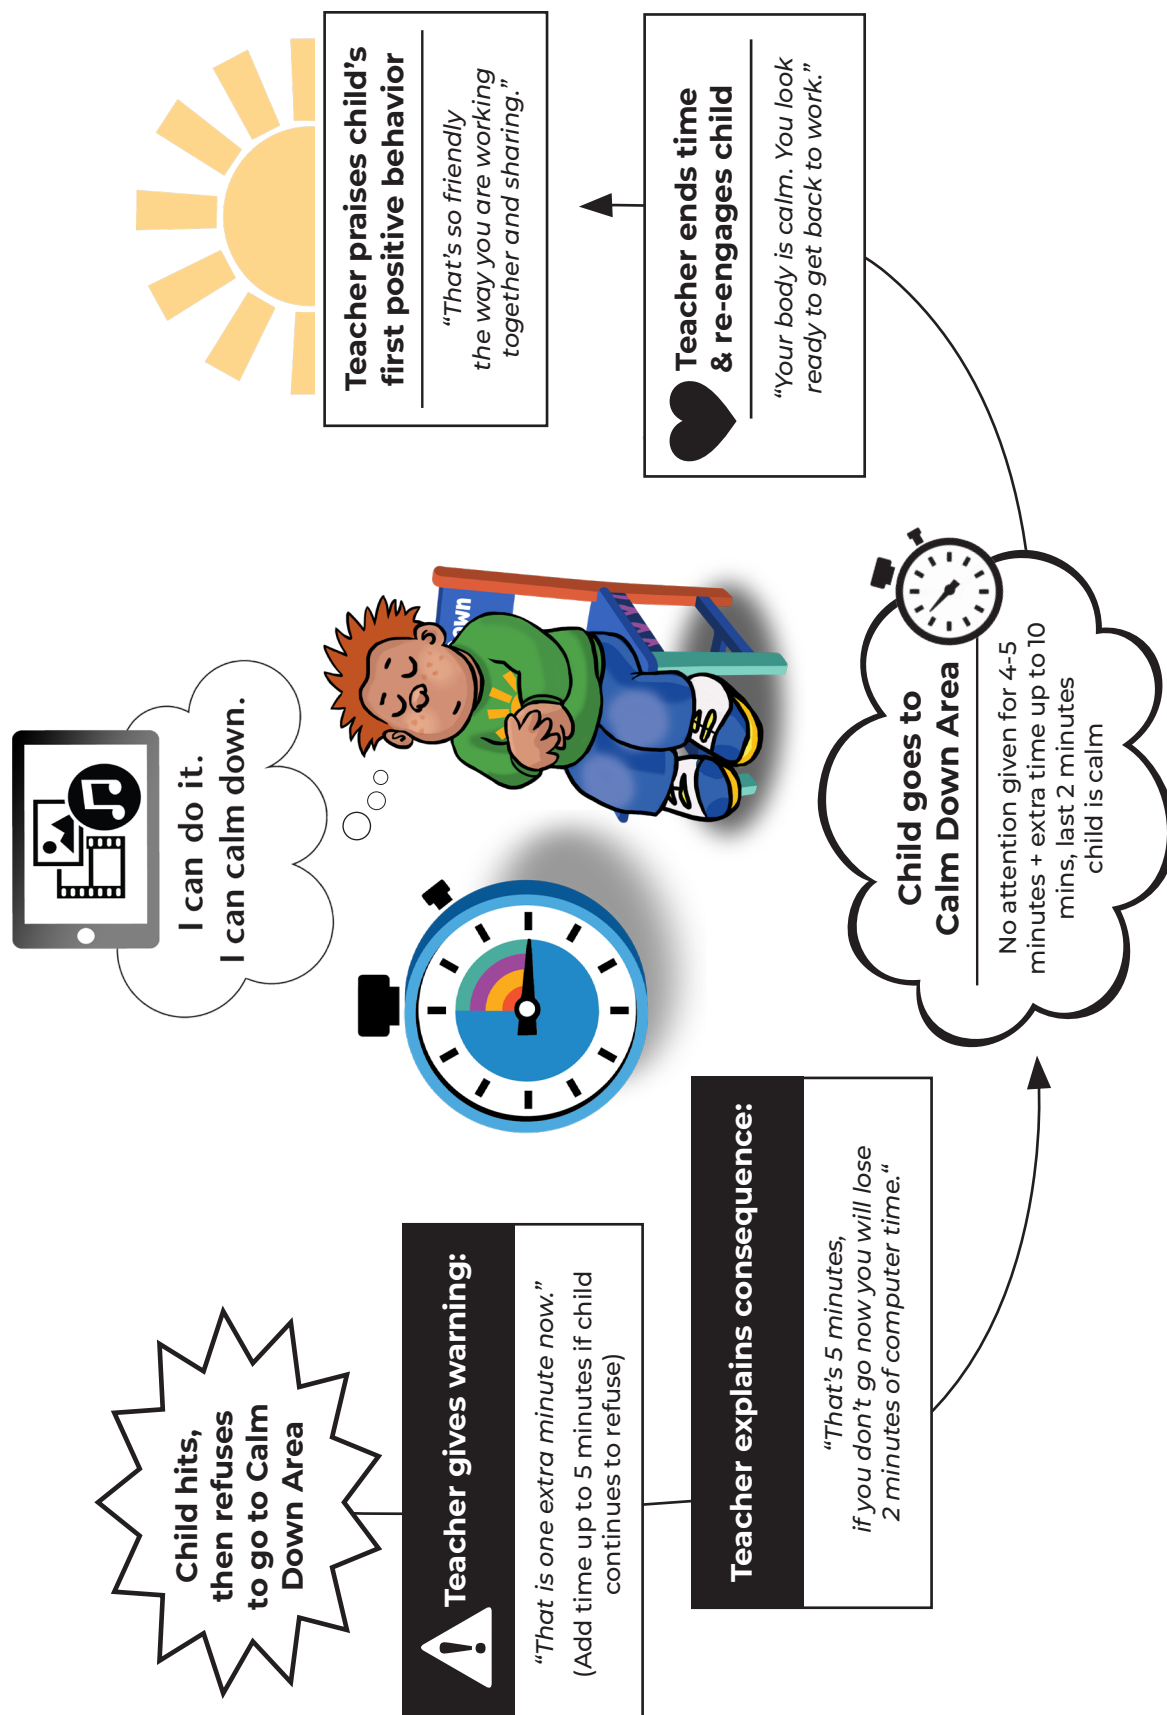 Child hits,
then refuses
to go to Calm
Down Area
Teacher gives warning:
“That is one extra minute now.”
(Add time up to 5 minutes if child
continues to refuse)
Teacher explains consequence:
“That’s 5 minutes,
if you don’t go now you will lose
2 minutes of computer time.“
Child goes to
Calm Down Area
No attention given for 4-5
minutes + extra time up to 10
mins, last 2 minutes
child is calm
I can do it.
I can calm down.
Teacher ends time
& re-engages child
“Your body is calm. You look
ready to get back to work.”
Teacher praises child’s
first positive behavior
“That’s so friendly
the way you are working
together and sharing.”